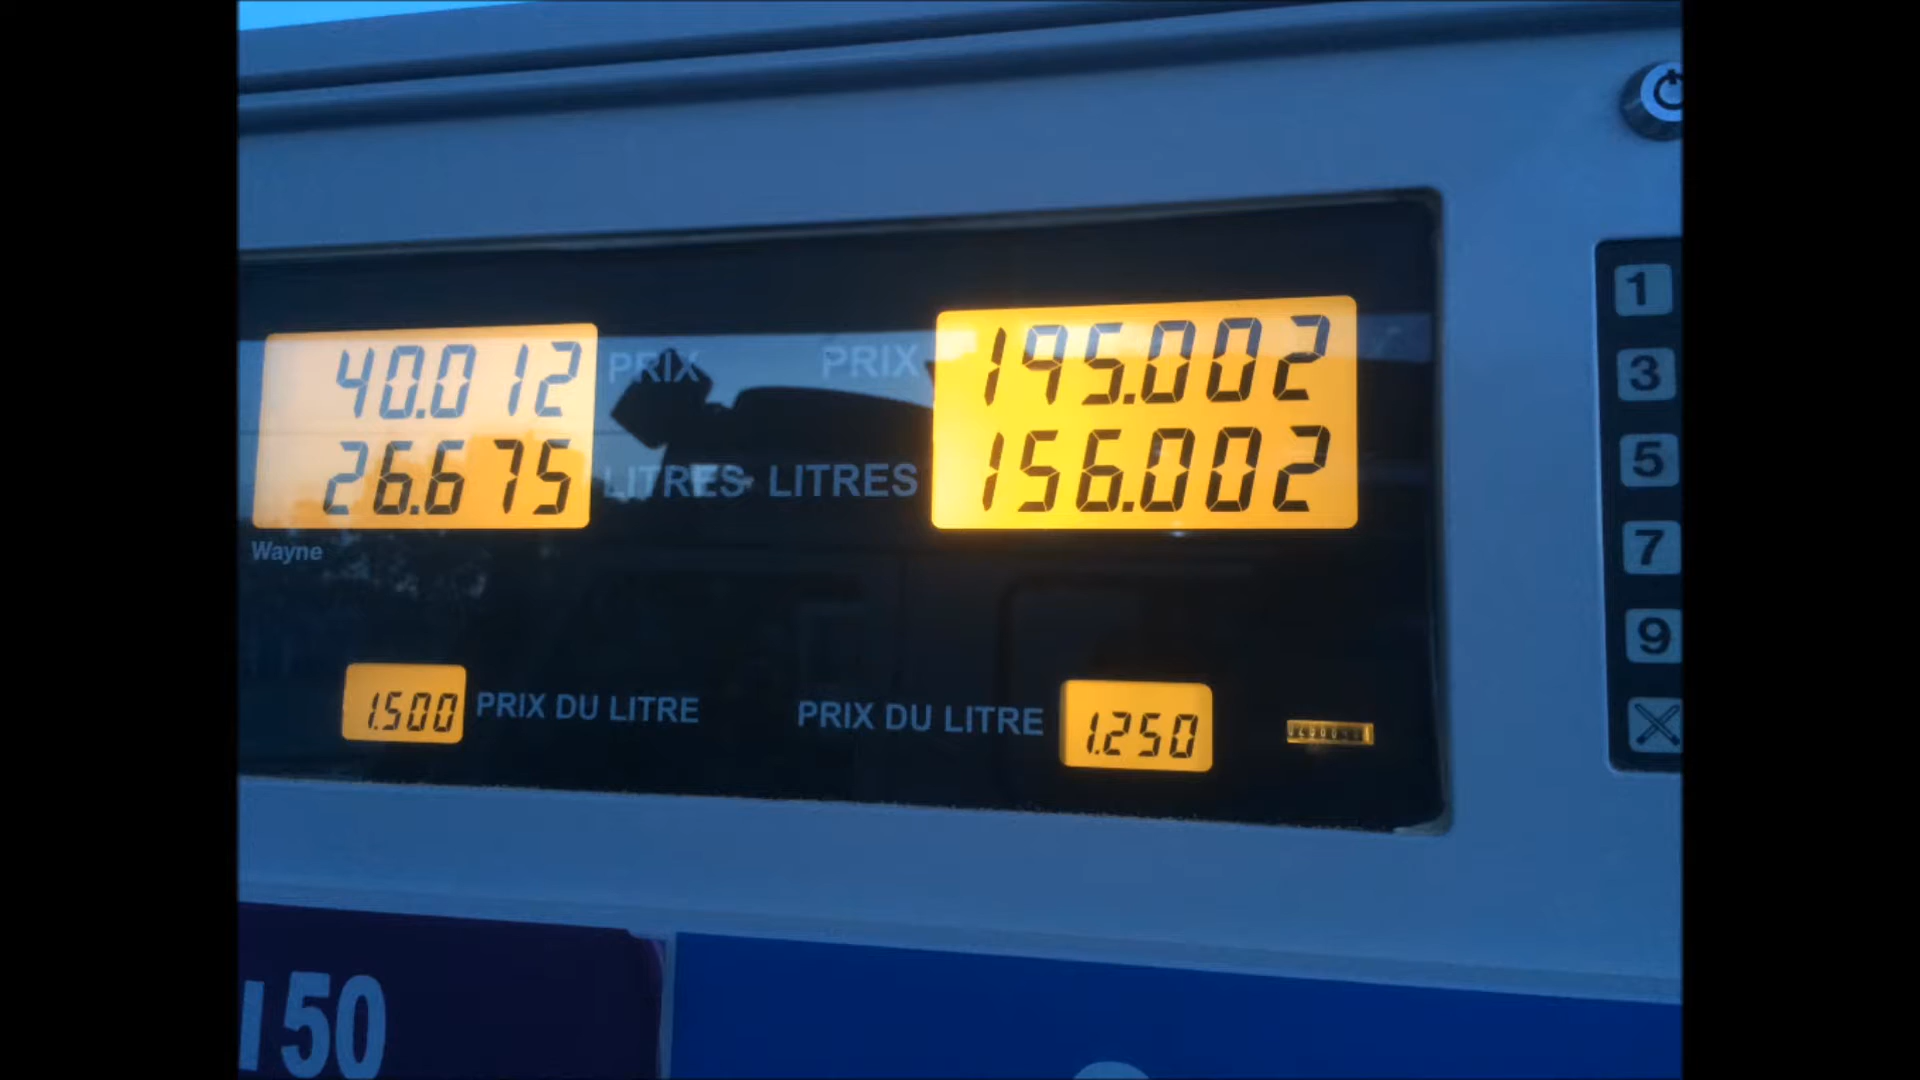 40.012 PRIX PRIX 195.002
26.675 LITRES LITRES 156.002
Wayne
1.500 PRIX DU LITRE PRIX DU LITRE 1.250
1
3
5
7
9
50